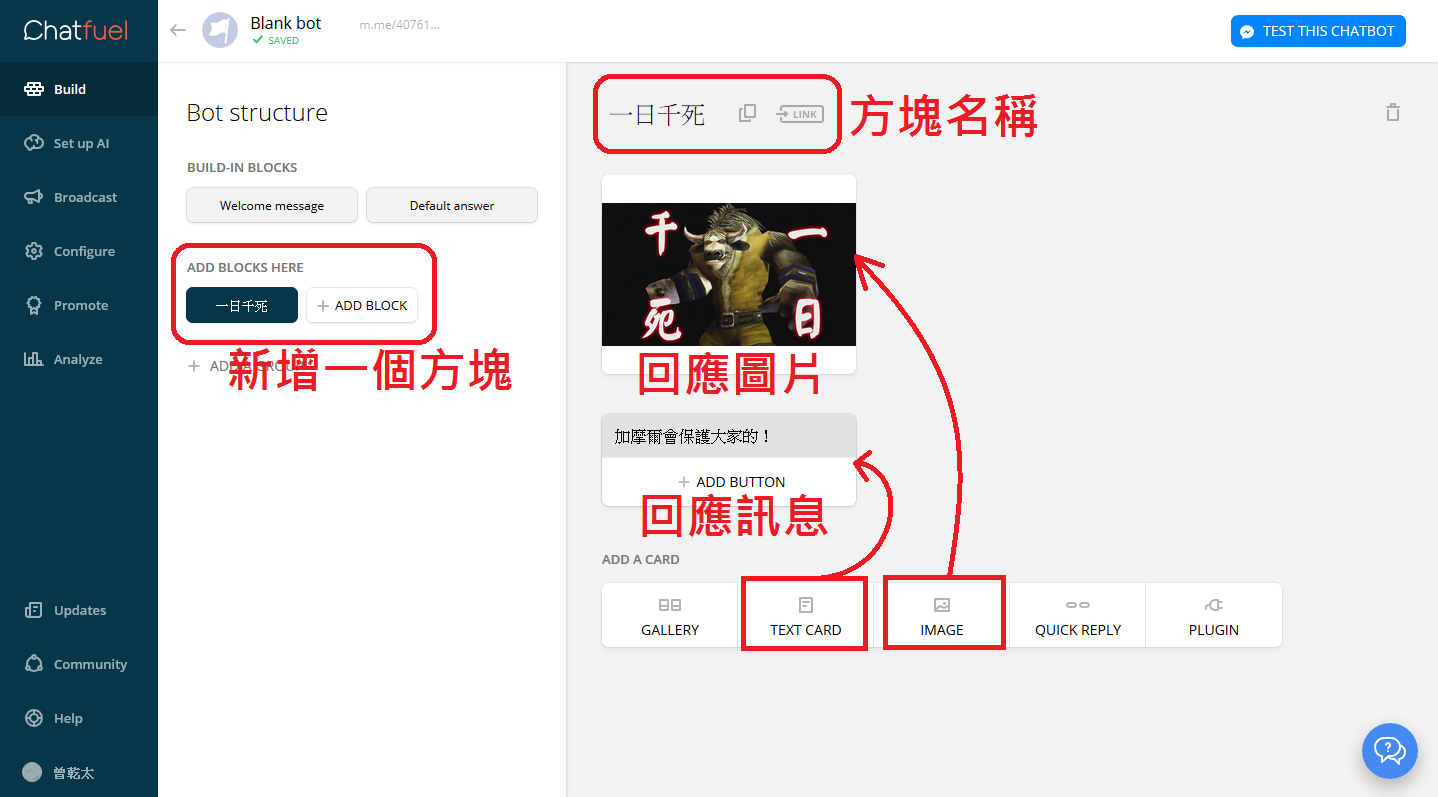 Chatfuel
Build
Set up AI
Broadcast
Configure
Promote
Analyze
Updates
Community
Help
曾乾太
Blank bot
SAVED
m.me/40761...
TEST THIS CHATBOT
Bot structure
BUILD-IN BLOCKS
Welcome message
Default answer
ADD BLOCKS HERE
一日千死
+ ADD BLOCK
+ ADD A GROUP
新增一個方塊
一日千死
LINK
方塊名稱
千 一
死 日
回應圖片
加摩爾會保護大家的！
+ ADD BUTTON
回應訊息
ADD A CARD
GALLERY
TEXT CARD
IMAGE
QUICK REPLY
PLUGIN